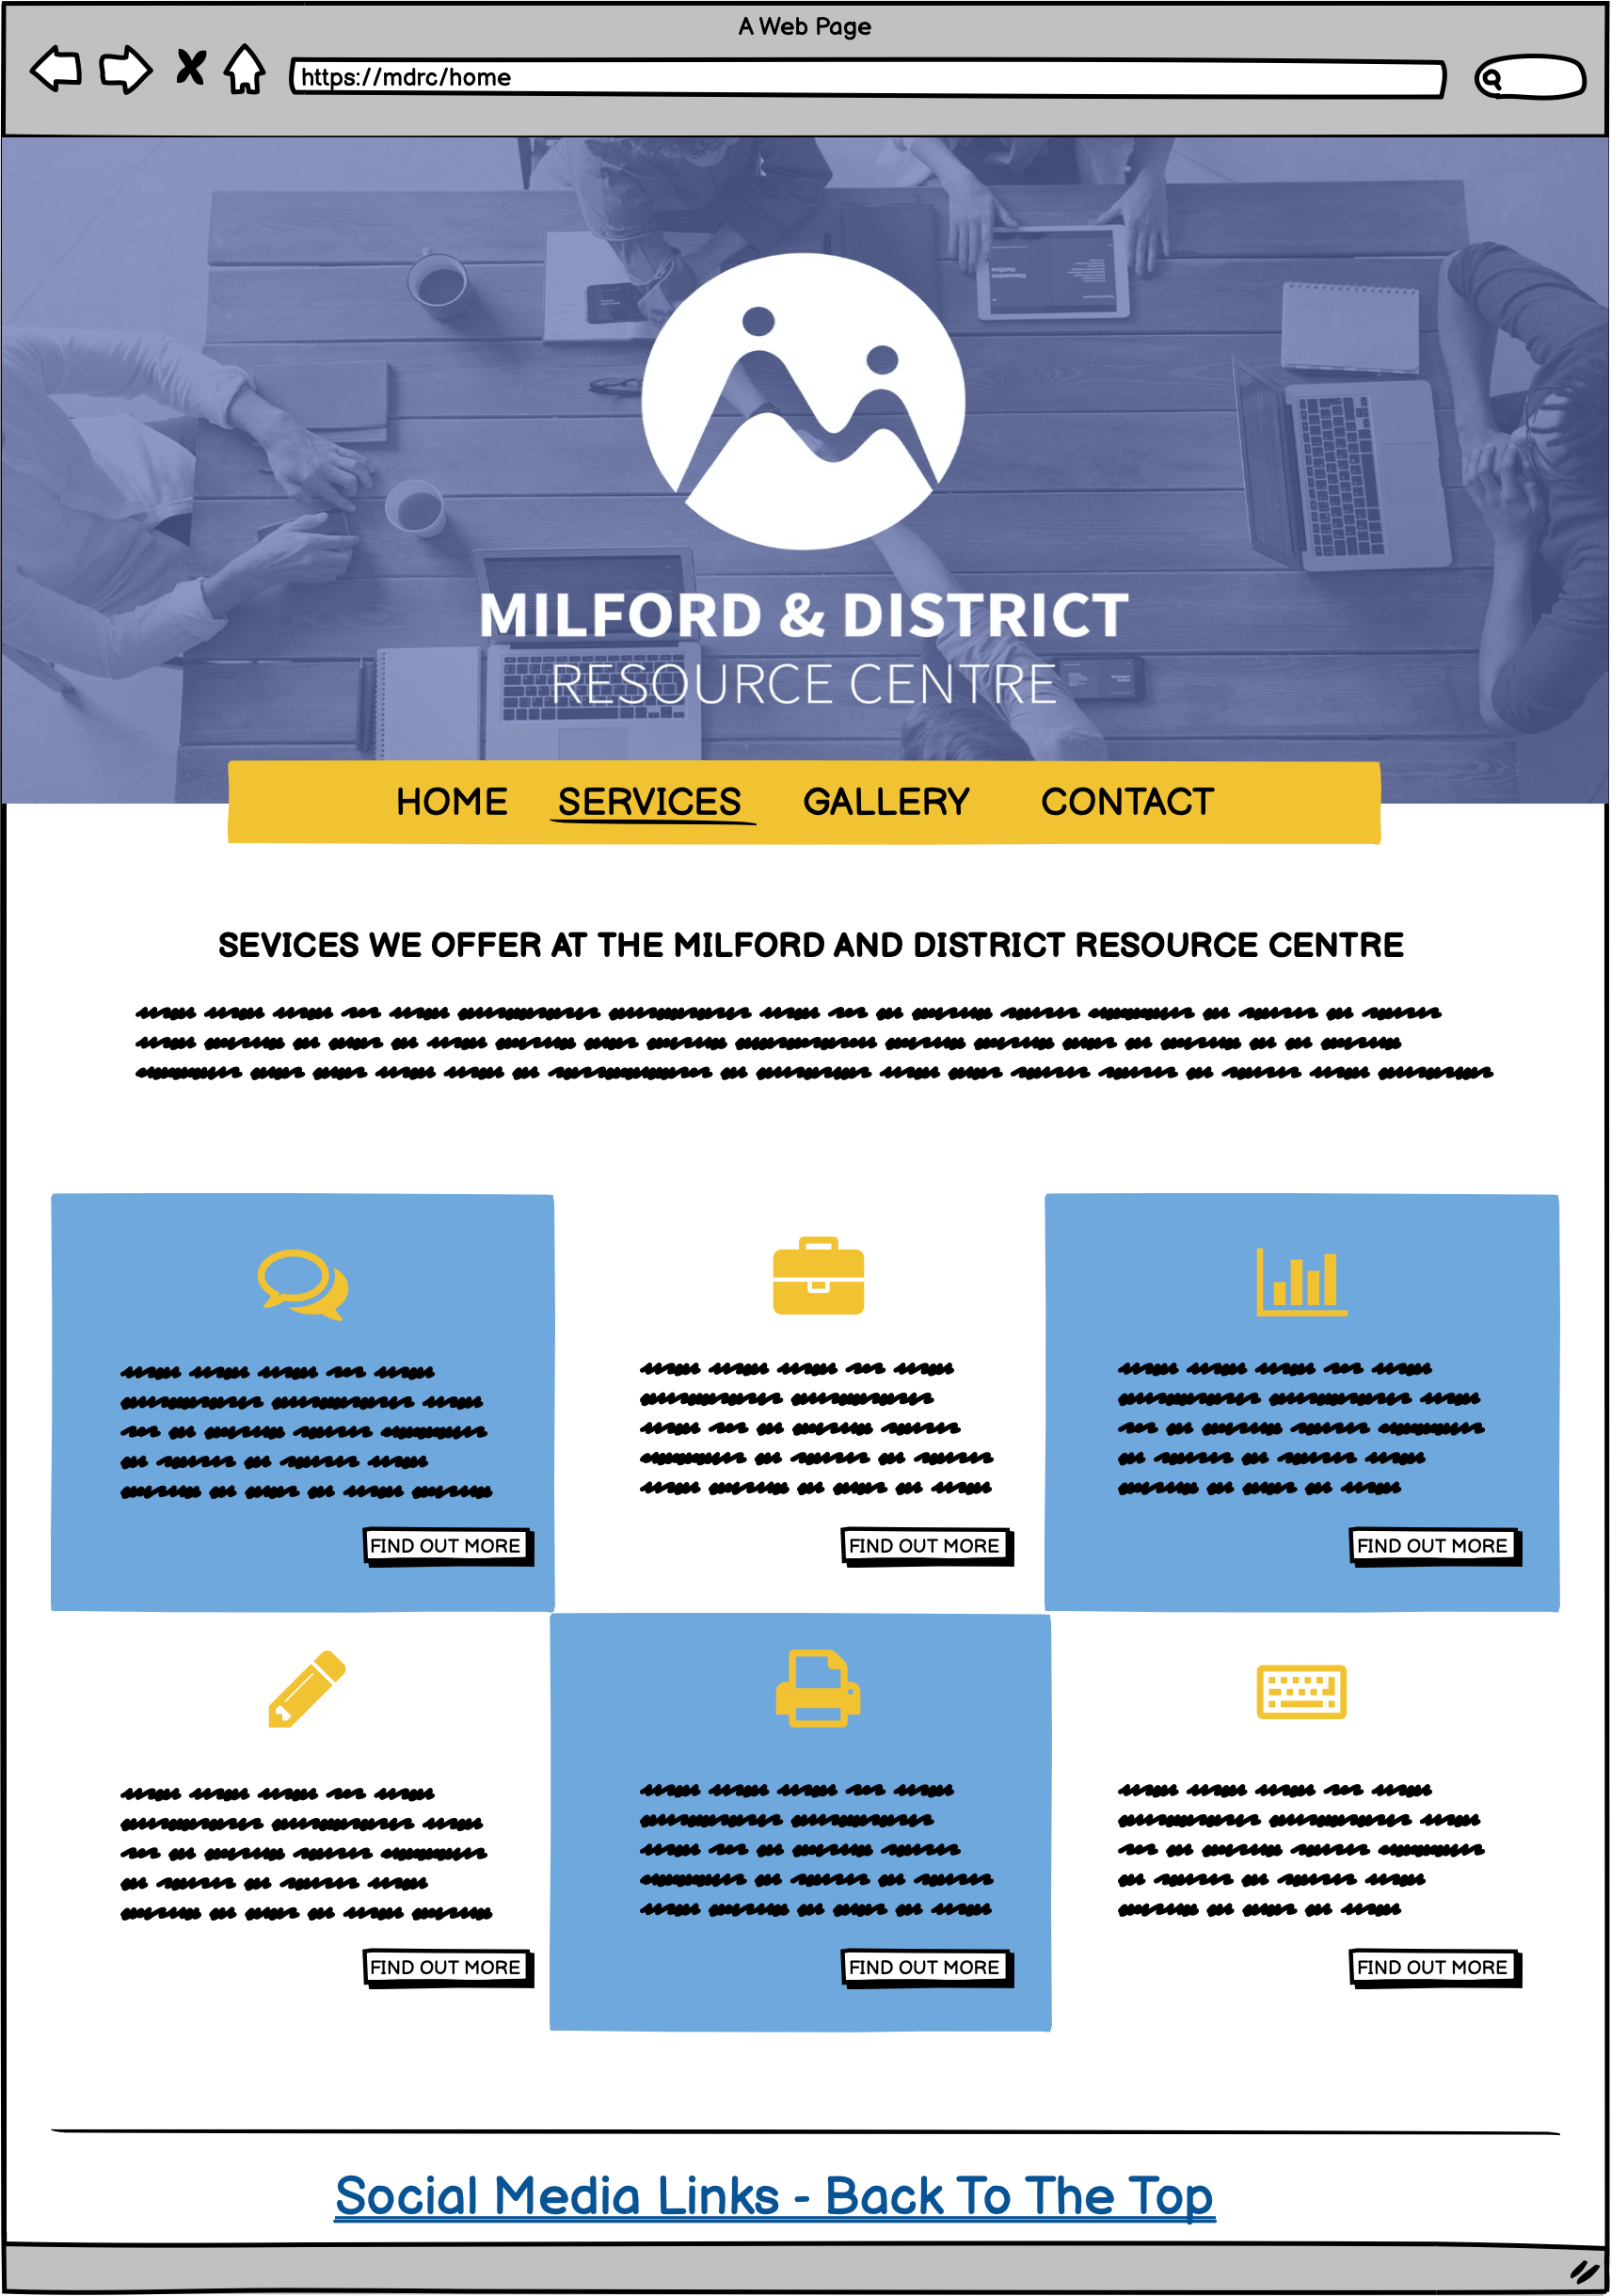 A Web Page
https://mdrc/home
MILFORD & DISTRICT
RESOURCE CENTRE
HOME SERVICES GALLERY CONTACT
SEVICES WE OFFER AT THE MILFORD AND DISTRICT RESOURCE CENTRE
FIND OUT MORE FIND OUT MORE FIND OUT MORE
FIND OUT MORE FIND OUT MORE FIND OUT MORE
Social Media Links - Back To The Top